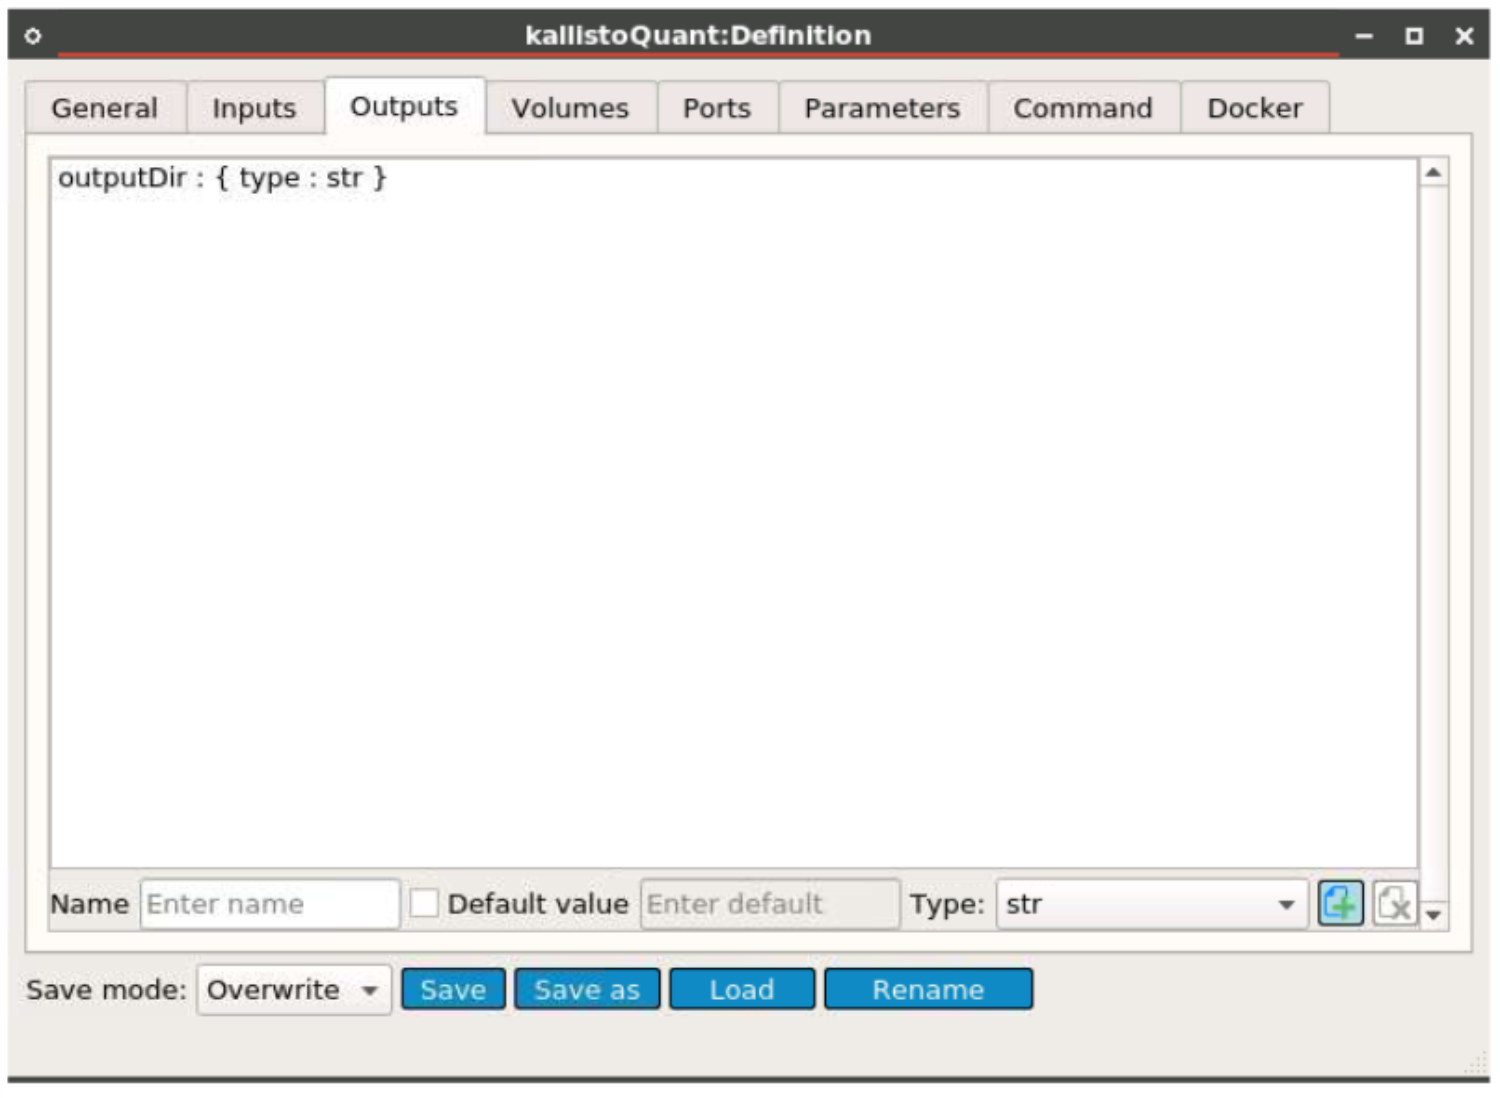 kallistoQuant:Definition
General Inputs Outputs Volumes Ports Parameters Command Docker
outputDir : { type : str }
Name Enter name Default value Enter default Type: str
Save mode: Overwrite Save Save as Load Rename